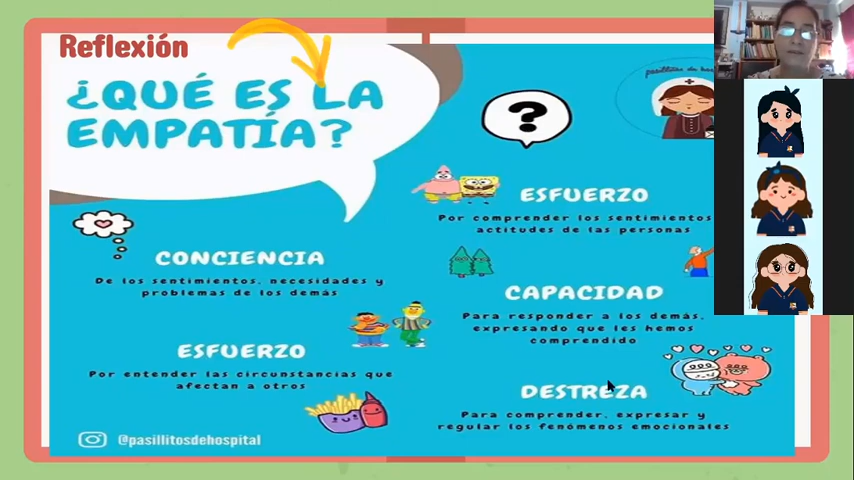 Reflexión
¿QUÉ ES LA
EMPATÍA?
?
CONCIENCIA
De los sentimientos, necesidades y
problemas de los demás
ESFUERZO
Por entender las circunstancias que
afectan a otros
@pasillitosdehospital
ESFUERZO
Por comprender los sentimientos
actitudes de las personas
CAPACIDAD
Para responder a los demás,
expresando que les hemos
comprendido
DESTREZA
Para comprender, expresar y
regular los fenómenos emocionales